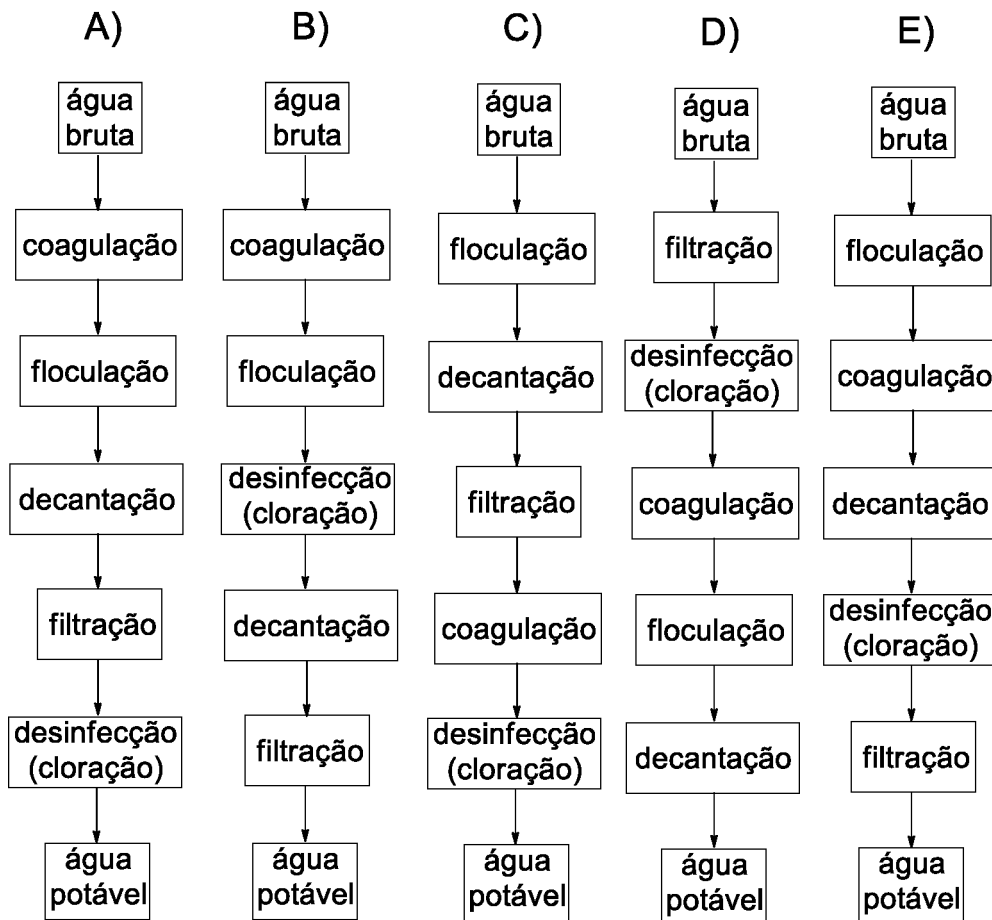 A)
água
bruta
coagulação
floculação
decantação
filtração
desinfecção
(cloração)
água
potável
B)
água
bruta
coagulação
floculação
desinfecção
(cloração)
decantação
filtração
água
potável
C)
água
bruta
floculação
decantação
filtração
coagulação
desinfecção
(cloração)
água
potável
D)
água
bruta
filtração
desinfecção
(cloração)
coagulação
floculação
decantação
água
potável
E)
água
bruta
floculação
coagulação
decantação
desinfecção
(cloração)
filtração
água
potável